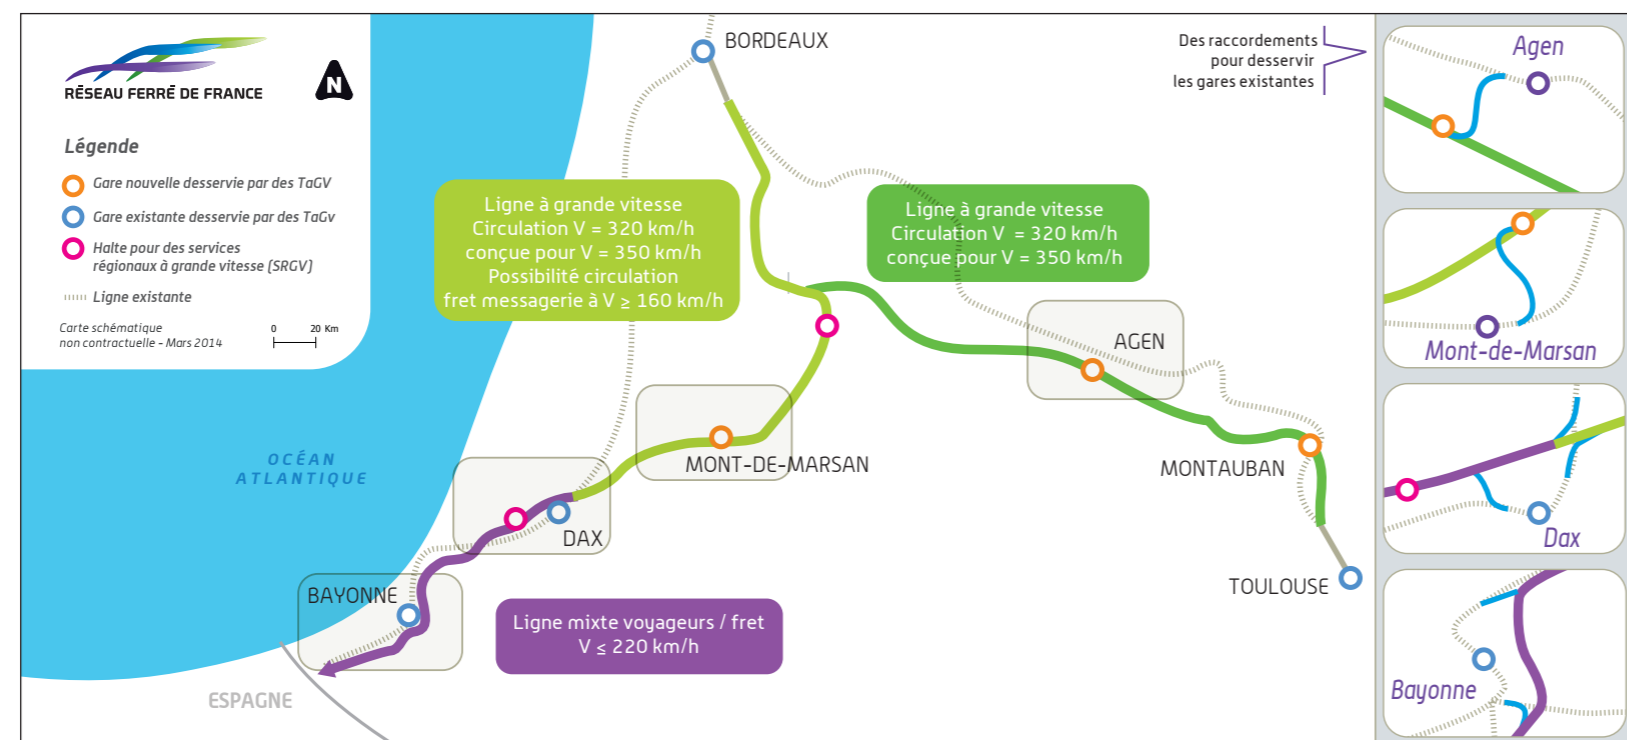 RÉSEAU FERRÉ DE FRANCE
N
Légende
Gare nouvelle desservie par des TaGV
Gare existante desservie par des TaGv
Halte pour des services
régionaux à grande vitesse (SRGV)
Ligne existante
Carte schématique
non contractuelle - Mars 2014
0 20 Km
BORDEAUX
Ligne à grande vitesse
Circulation V = 320 km/h
conçue pour V = 350 km/h
Possibilité circulation
fret messagerie à V ≥ 160 km/h
Ligne à grande vitesse
Circulation V = 320 km/h
conçue pour V = 350 km/h
AGEN
MONT-DE-MARSAN
MONTAUBAN
OCÉAN
ATLANTIQUE
DAX
TOULOUSE
BAYONNE
Ligne mixte voyageurs / fret
V ≤ 220 km/h
ESPAGNE
Des raccordements
pour desservir
les gares existantes
Agen
Mont-de-Marsan
Dax
Bayonne